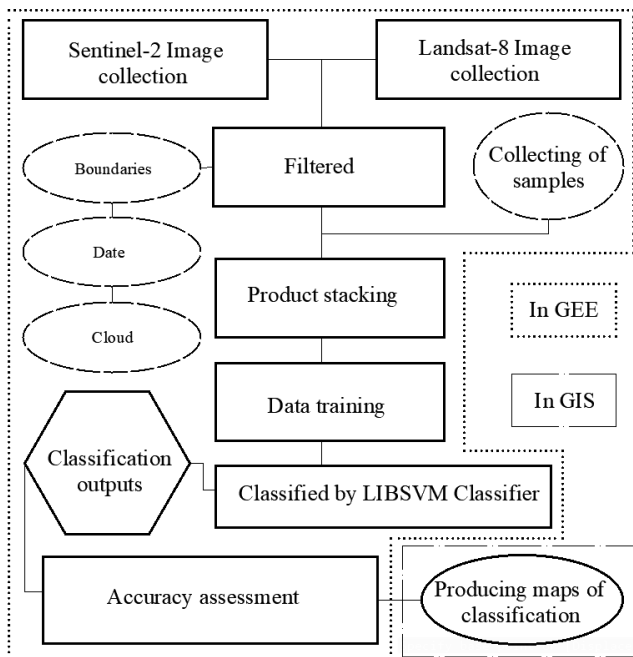 Sentinel-2 Image
collection
Landsat-8 Image
collection
Boundaries
Filtered
Collecting of
samples
Date
Product stacking
Cloud
In GEE
Data training
In GIS
Classification
outputs
Classified by LIBSVM Classifier
Accuracy assessment
Producing maps of
classification